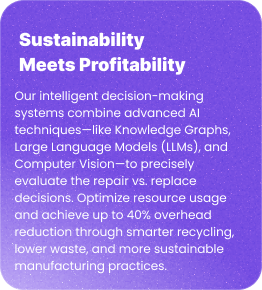 Sustainability
Meets Profitability
Our intelligent decision-making
systems combine advanced AI
techniques—like Knowledge Graphs,
Large Language Models (LLMs), and
Computer Vision—to precisely
evaluate the repair vs. replace
decisions. Optimize resource usage
and achieve up to 40% overhead
reduction through smarter recycling,
lower waste, and more sustainable
manufacturing practices.